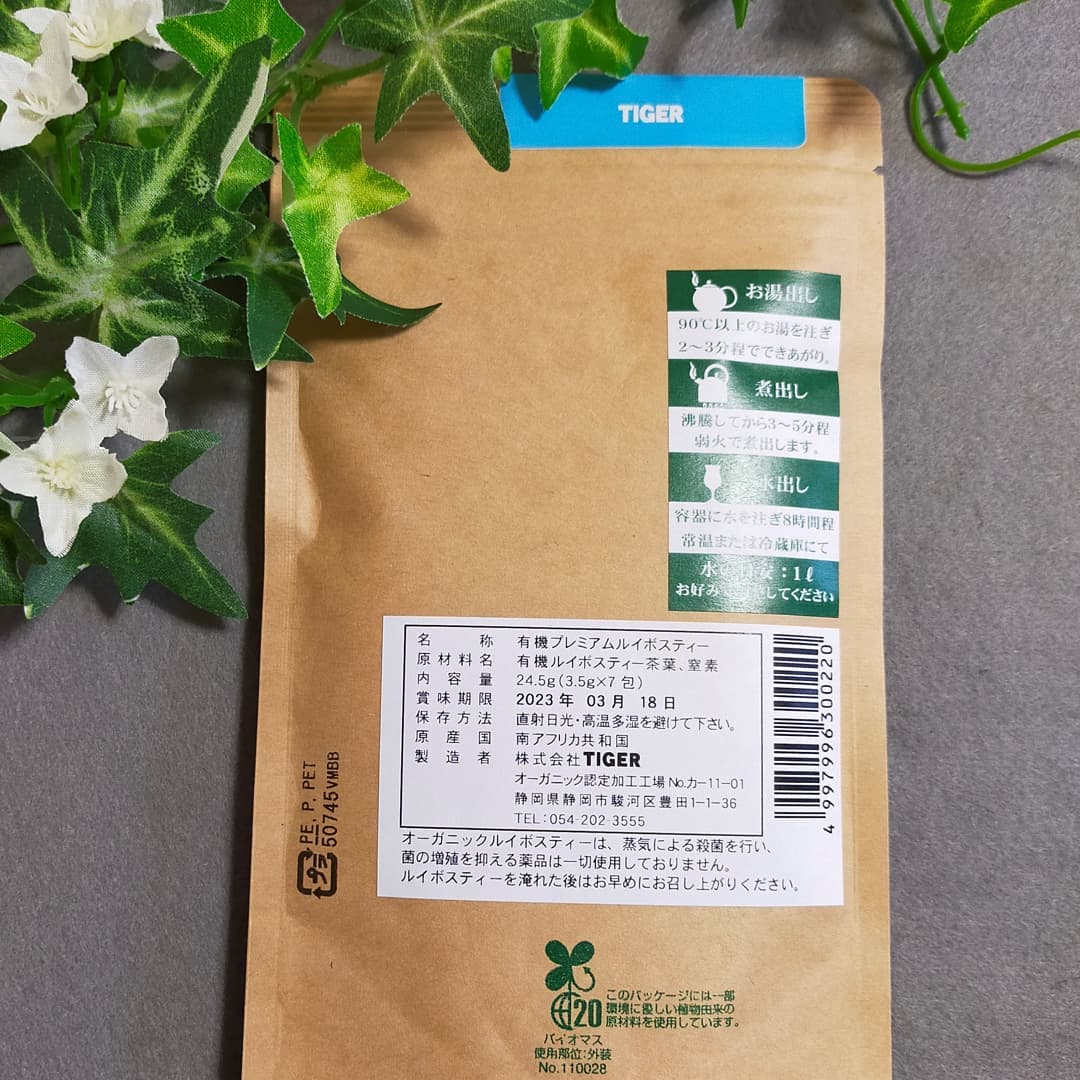 TIGER
お湯出し
90℃以上のお湯を注ぎ
2〜3分程でできあがり。
煮出し
沸騰してから3〜5分程
弱火で煮出します。
水出し
容器に水を注ぎ8時間程
常温または冷蔵庫にて
水の目安:1ℓ
お好みしてください
名称 有機プレミアムルイボスティー
原材料名 有機ルイボスティー茶葉、窒素
内容量 24.5g(3.5g×7包)
賞味期限 2023年 03月 18日
保存方法 直射日光・高温多湿を避けて下さい。
原産国 南アフリカ共和国
製造者 株式会社TIGER
オーガニック認定加工工場 No.カ-11-01
静岡県静岡市駿河区豊田1-1-36
TEL:054-202-3555
オーガニックルイボスティーは、蒸気による殺菌を行い、
菌の増殖を抑える薬品は一切使用しておりません。
ルイボスティーを淹れた後はお早めにお召し上がりください。
4997996300220
プラ
PE, P, PET
50745VMBB
20
このパッケージには一部
環境に優しい植物由来の
原材料を使用しています。
バイオマス
使用部位:外装
No.110028